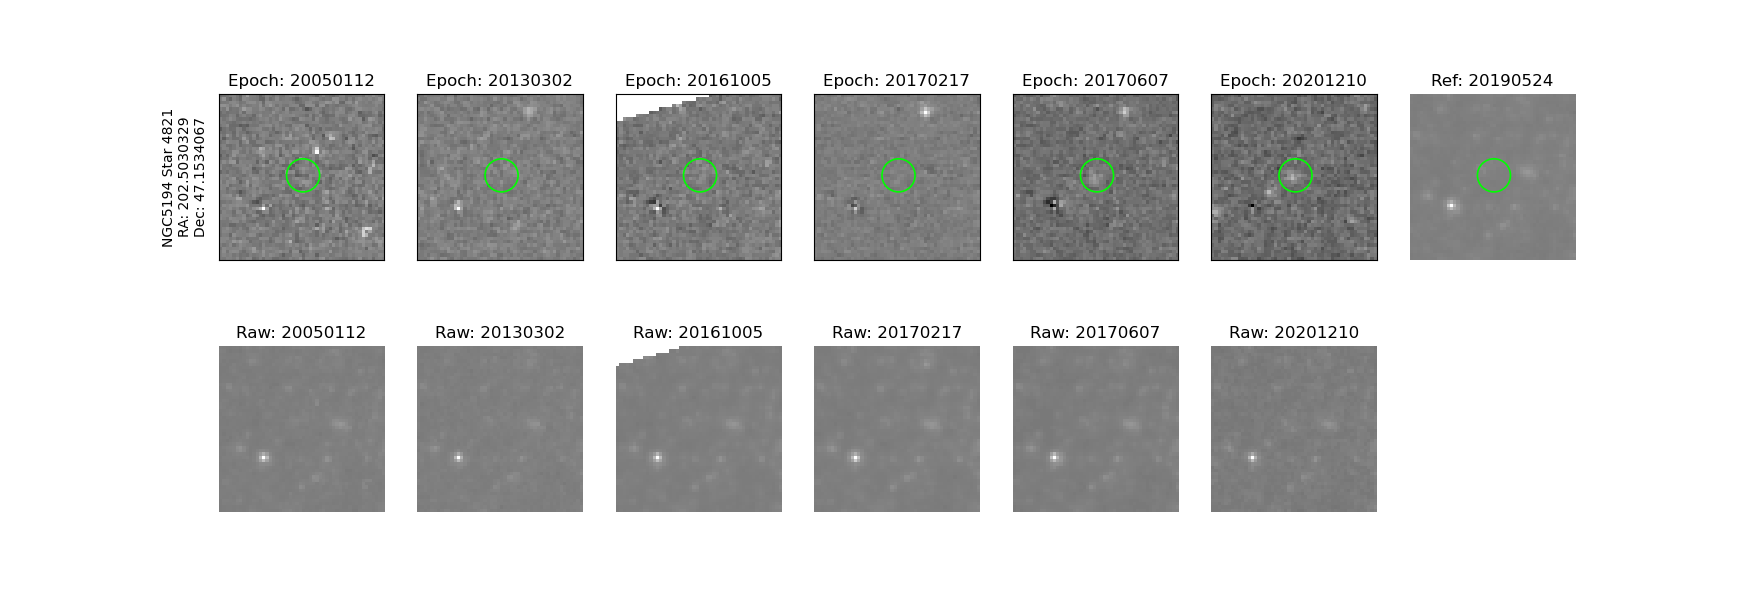 Epoch: 20050112
Epoch: 20130302
Epoch: 20161005
Epoch: 20170217
Epoch: 20170607
Epoch: 20201210
Ref: 20190524
NGC5194 Star 4821
RA: 202.5030329
Dec: 47.1534067
Raw: 20050112
Raw: 20130302
Raw: 20161005
Raw: 20170217
Raw: 20170607
Raw: 20201210